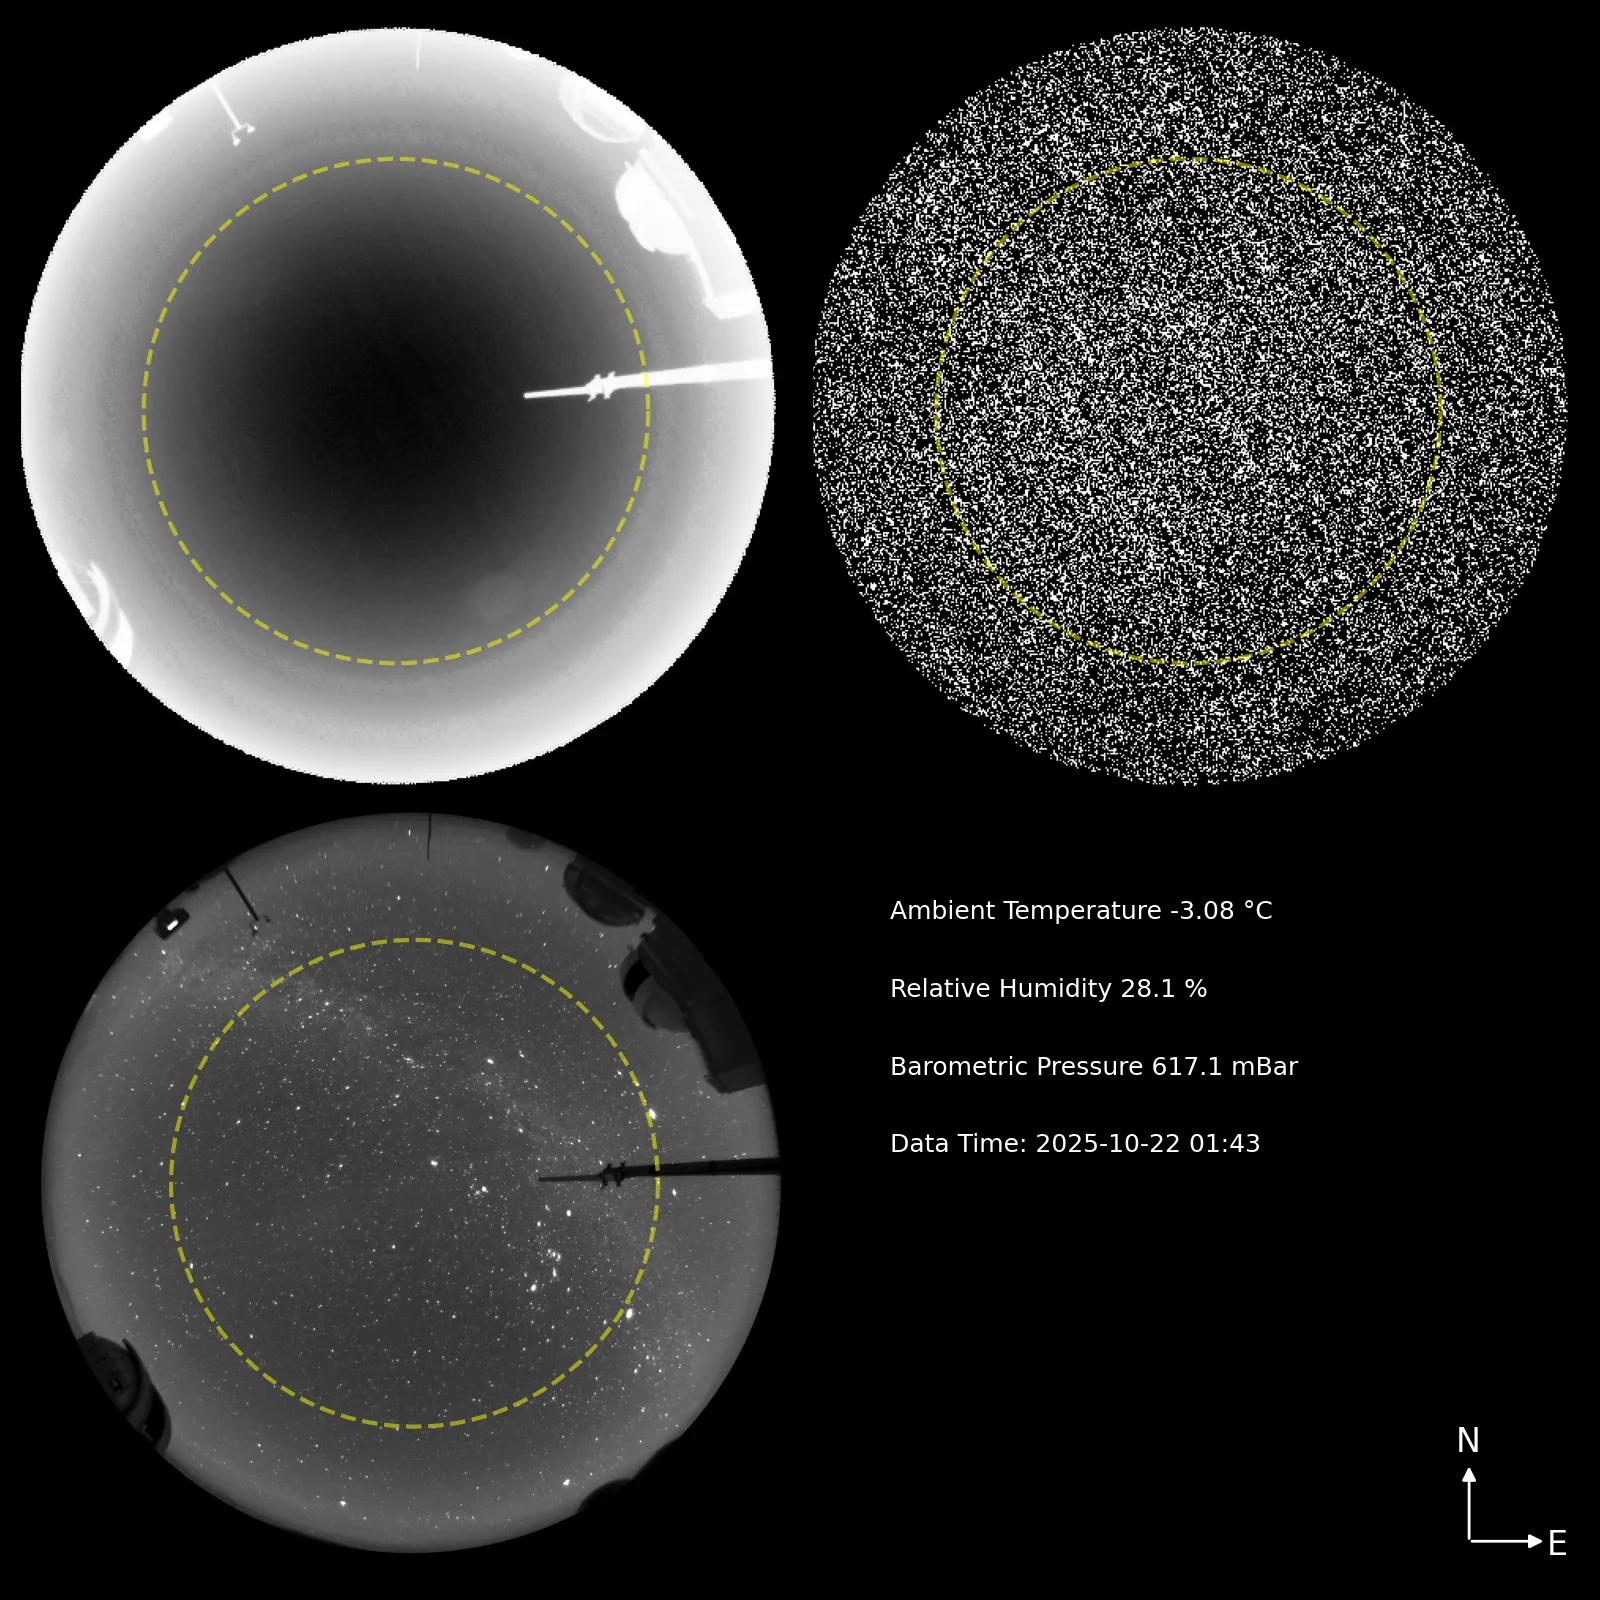 Ambient Temperature -3.08 °C
Relative Humidity 28.1 %
Barometric Pressure 617.1 mBar
Data Time: 2025-10-22 01:43
N
E